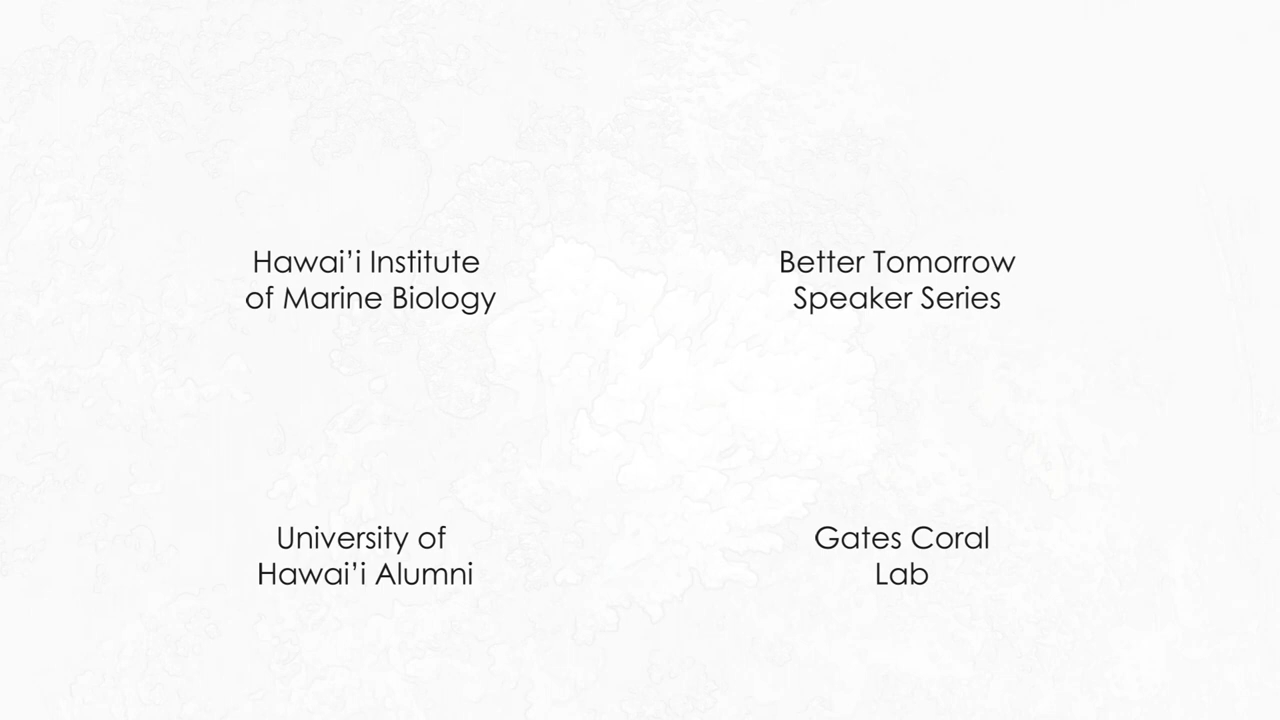 Hawai’i Institute
of Marine Biology
Better Tomorrow
Speaker Series
University of
Hawai’i Alumni
Gates Coral
Lab